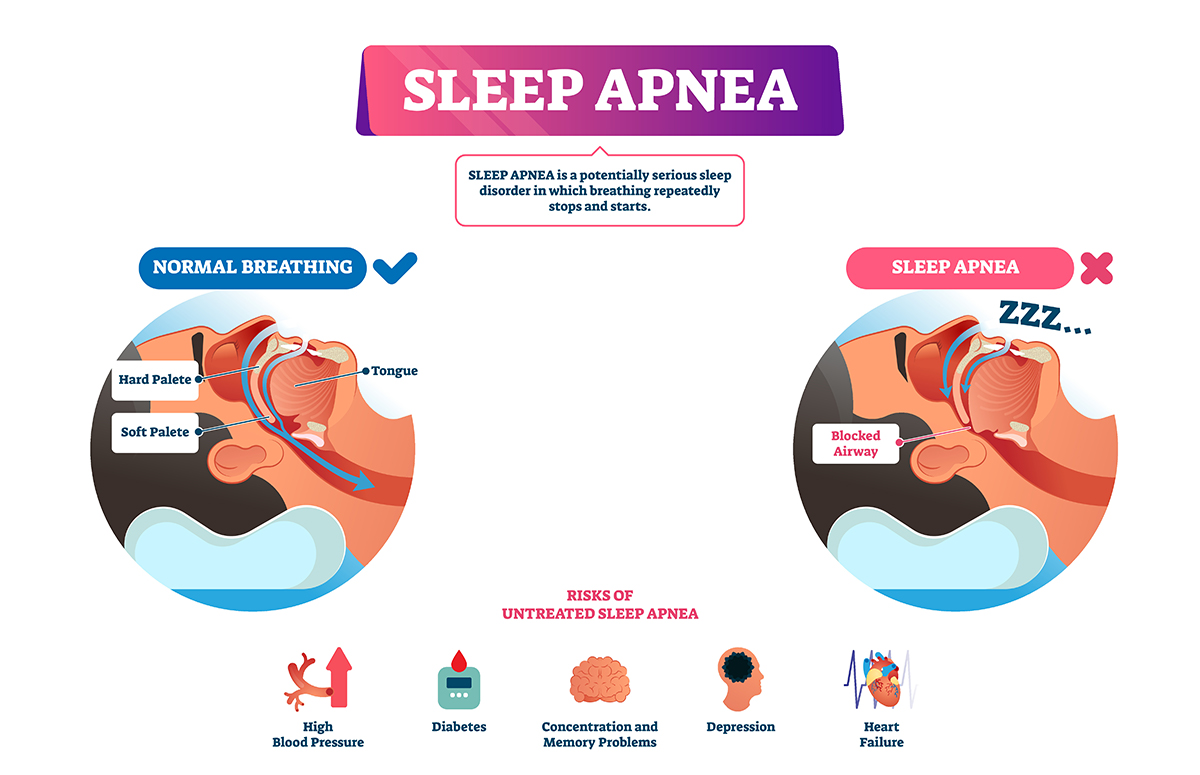 SLEEP APNEA
SLEEP APNEA is a potentially serious sleep
disorder in which breathing repeatedly
stops and starts.
NORMAL BREATHING
Hard Palete
Tongue
Soft Palete
SLEEP APNEA
ZZZ...
Blocked
Airway
RISKS OF
UNTREATED SLEEP APNEA
High
Blood Pressure
Diabetes
Concentration and
Memory Problems
Depression
Heart
Failure